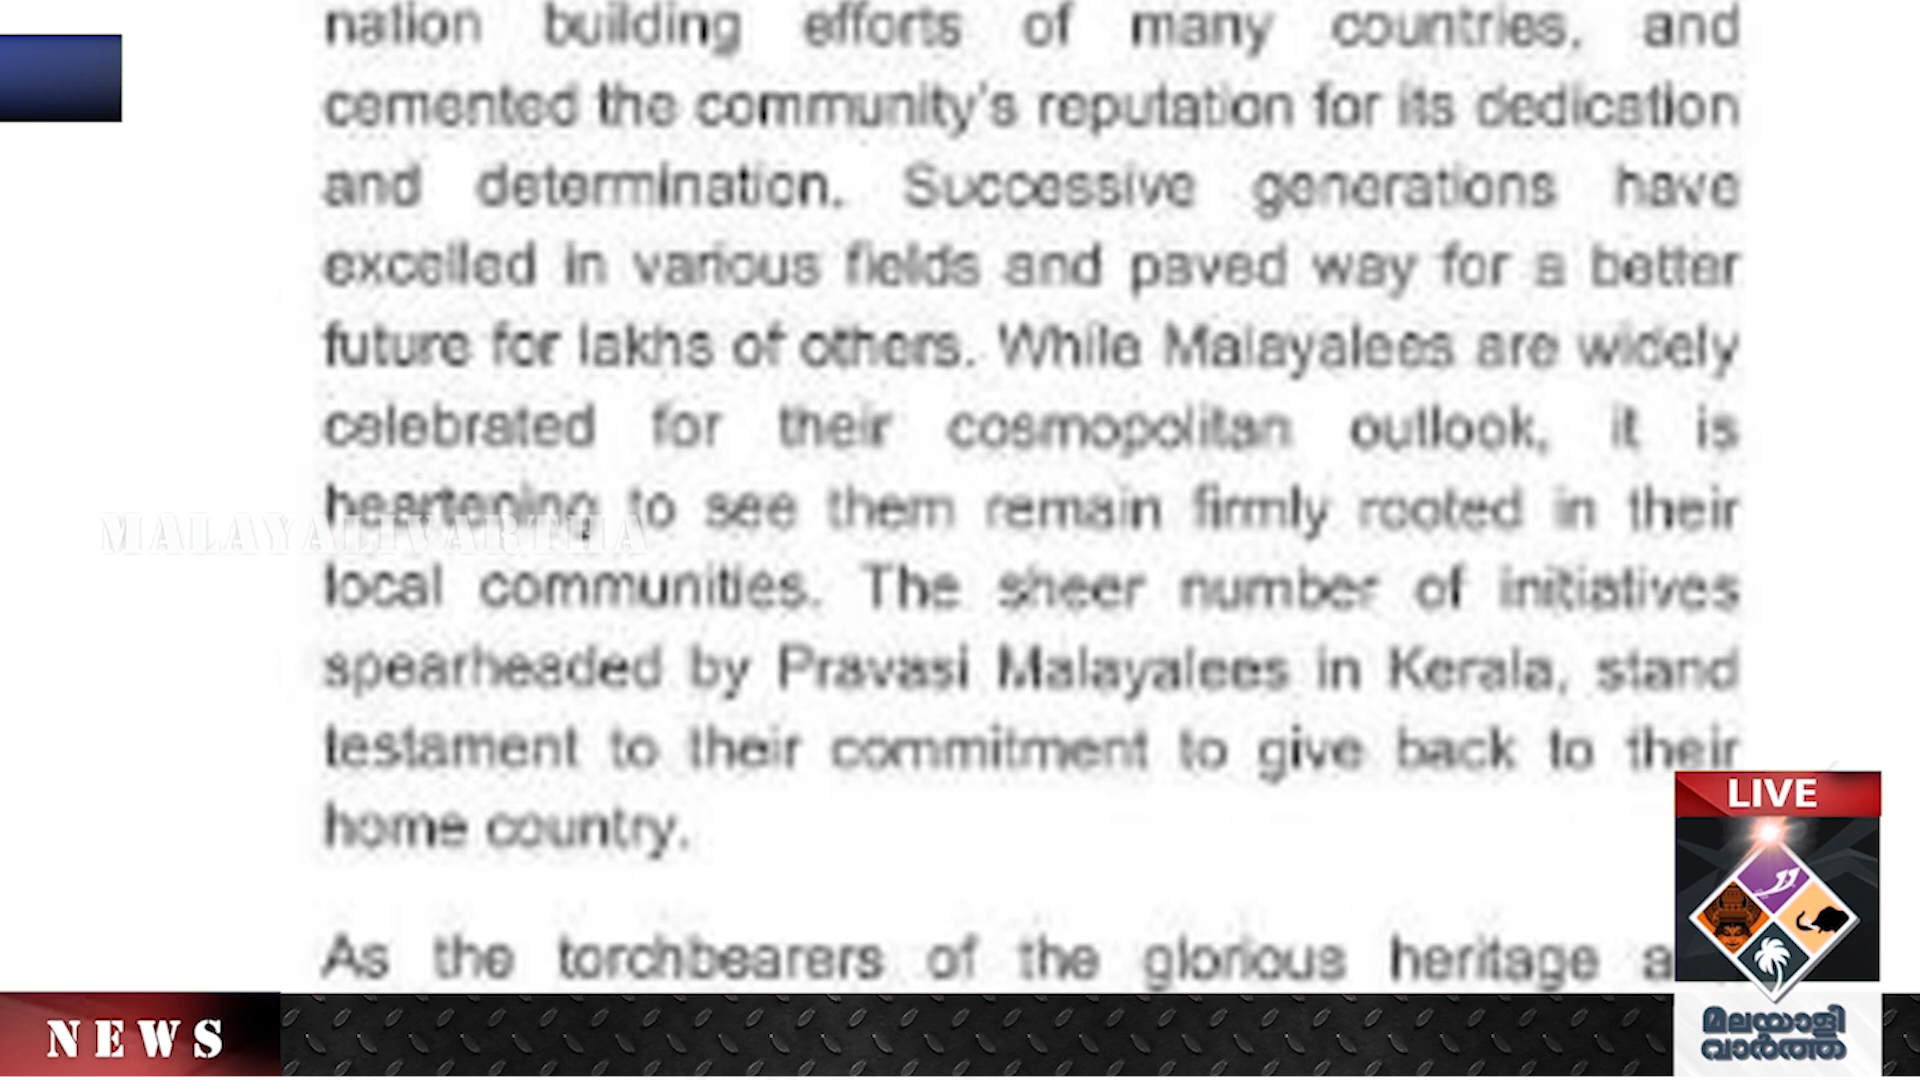 nation building efforts of many countries, and
cemented the community's reputation for its dedication
and determination. Successive generations have
excelled in various fields and paved way for a better
future for lakhs of others. While Malayalees are widely
celebrated for their cosmopolitan outlook, it is
heartening to see them remain firmly rooted in their
local communities. The sheer number of initiatives
spearheaded by Pravasi Malayalees in Kerala, stand
testament to their commitment to give back to their
home country.
As the torchbearers of the glorious heritage
MALAYALIVARTHA
LIVE
മലയാളി
വാർത്ത
NEWS